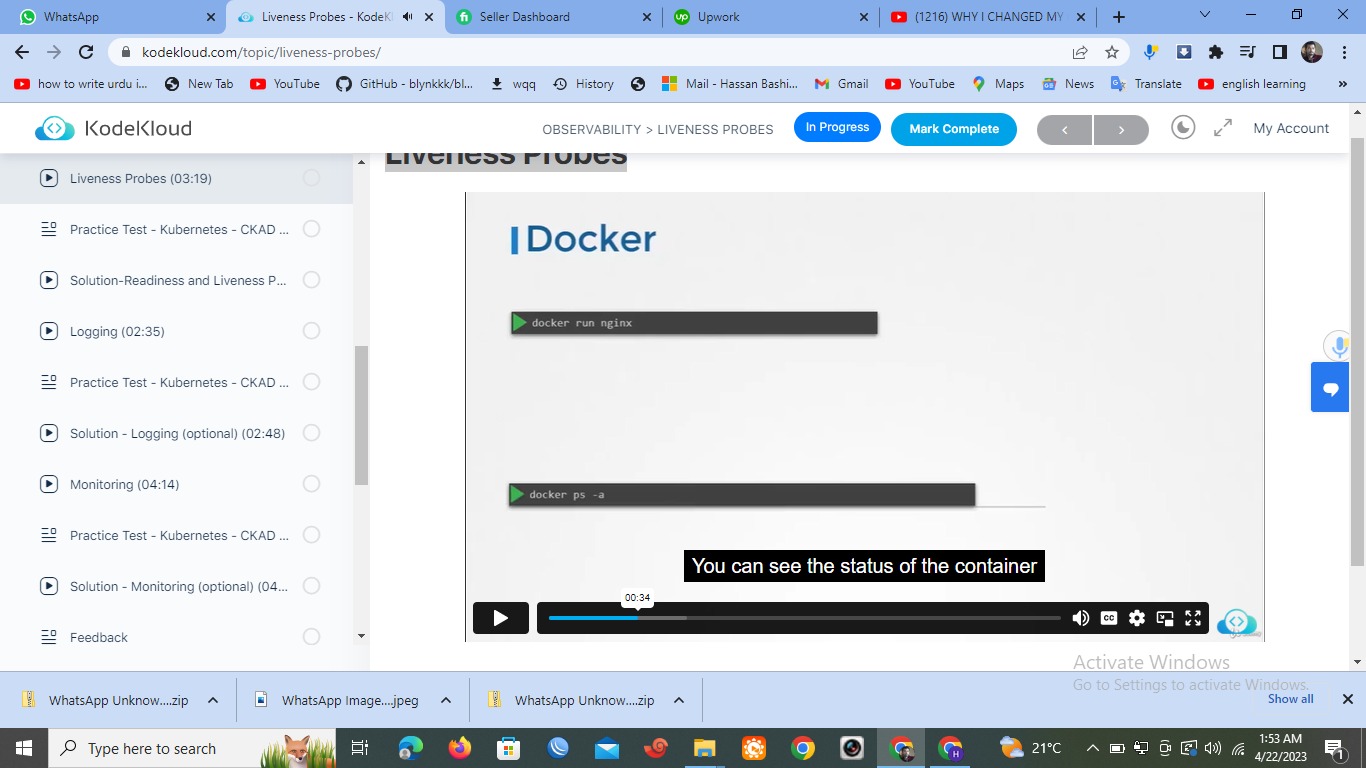 WhatsApp
Liveness Probes - KodeKl
Seller Dashboard
Upwork
(1216) WHY I CHANGED MY
kodekloud.com/topic/liveness-probes/
how to write urdu i...
New Tab
YouTube
GitHub - blynkkk/bl...
wqq
History
Mail - Hassan Bashi...
Gmail
YouTube
Maps
News
Translate
english learning
KodeKloud
OBSERVABILITY > LIVENESS PROBES
In Progress
Mark Complete
My Account
Liveness Probes
Liveness Probes (03:19)
Practice Test - Kubernetes - CKAD ...
Solution-Readiness and Liveness P...
Logging (02:35)
Practice Test - Kubernetes - CKAD ...
Solution - Logging (optional) (02:48)
Monitoring (04:14)
Practice Test - Kubernetes - CKAD ...
Solution - Monitoring (optional) (04...
Feedback
Docker
docker run nginx
docker ps -a
You can see the status of the container
00:34
CC
Activate Windows
Go to Settings to activate Windows.
WhatsApp Unknow....zip
WhatsApp Image....jpeg
WhatsApp Unknow....zip
Show all
Type here to search
21°C
1:53 AM
4/22/2023